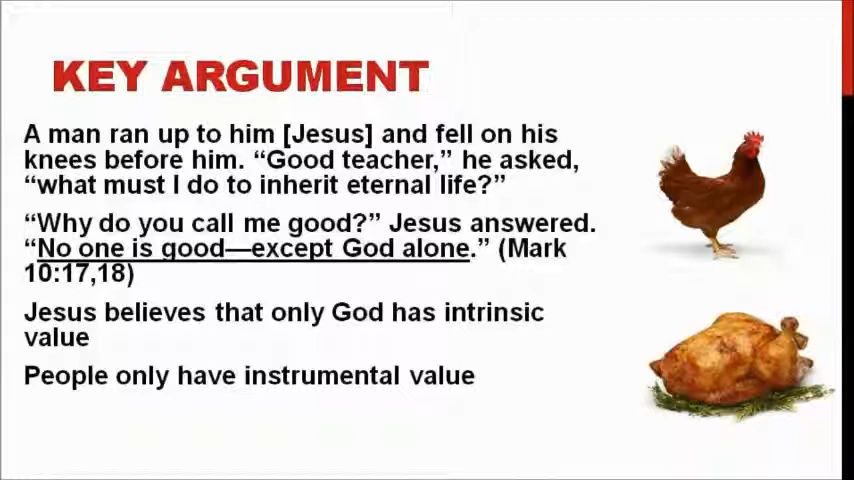 KEY ARGUMENT
A man ran up to him [Jesus] and fell on his
knees before him. “Good teacher,” he asked,
“what must I do to inherit eternal life?”
“Why do you call me good?” Jesus answered.
“No one is good—except God alone.” (Mark
10:17,18)
Jesus believes that only God has intrinsic
value
People only have instrumental value